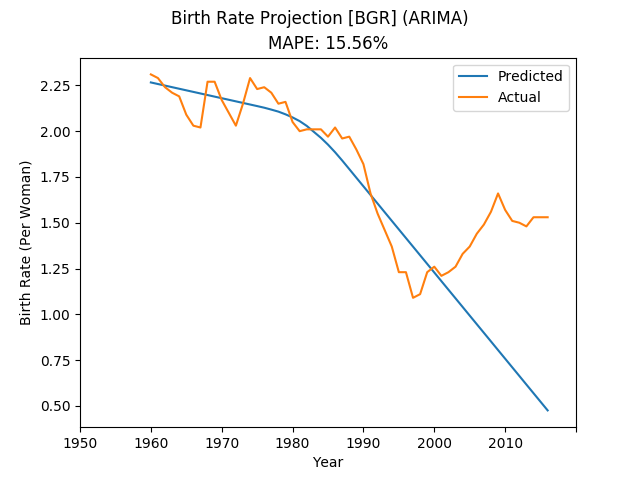 Birth Rate Projection [BGR] (ARIMA)
MAPE: 15.56%
Predicted
Actual
Birth Rate (Per Woman)
2.25
2.00
1.75
1.50
1.25
1.00
0.75
0.50
1950 1960 1970 1980 1990 2000 2010
Year